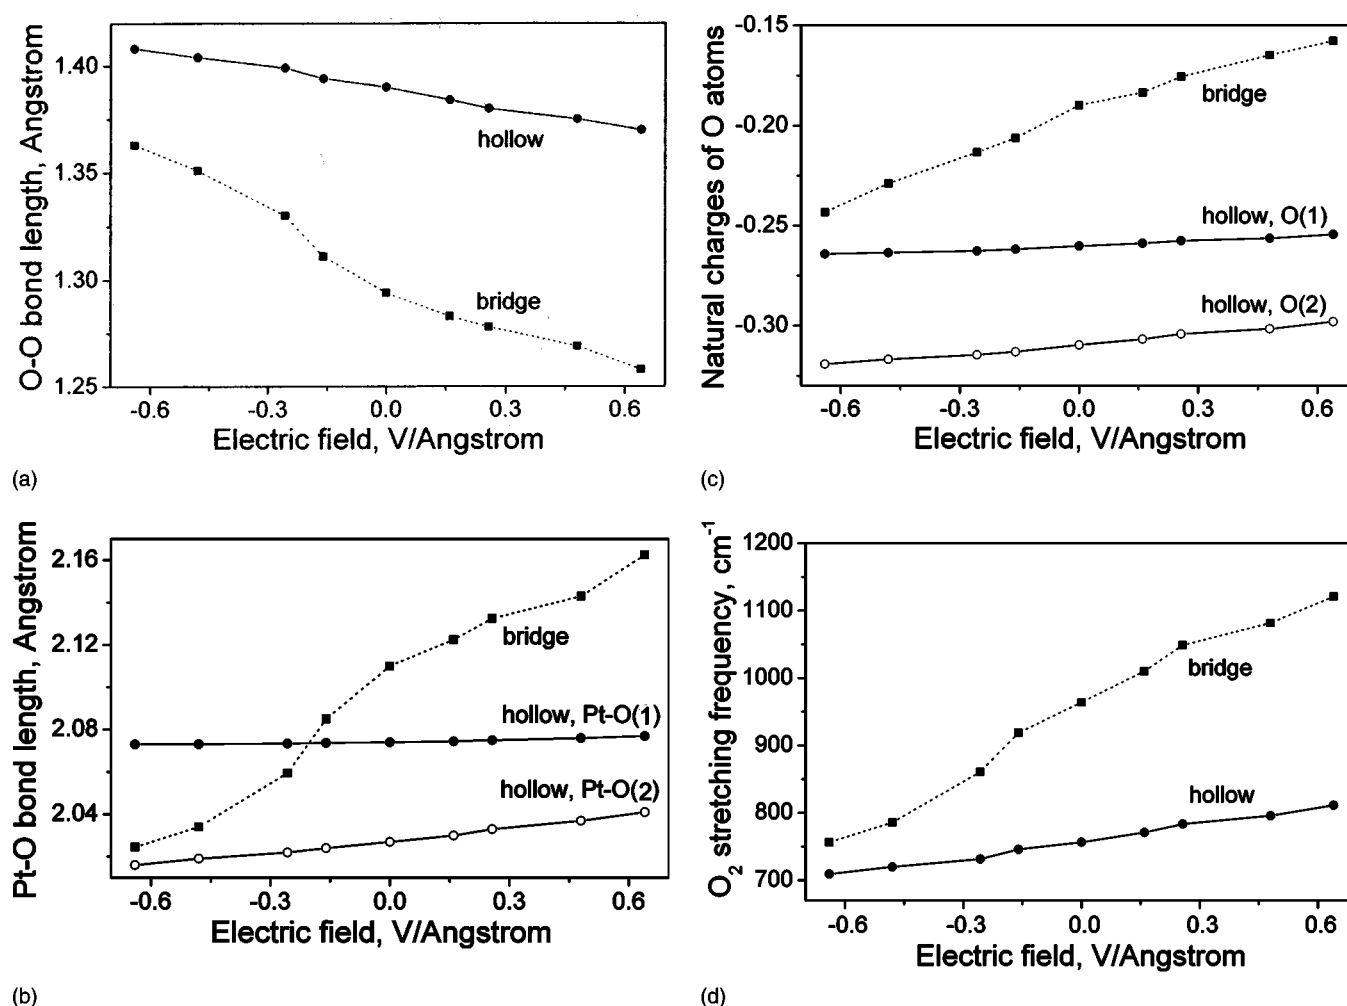 O-O bond length, Angstrom
1.40
1.35
1.30
1.25
hollow
bridge
-0.6 -0.3 0.0 0.3 0.6
Electric field, V/Angstrom
(a)
Natural charges of O atoms
-0.15
-0.20
-0.25
-0.30
bridge
hollow, O(1)
hollow, O(2)
-0.6 -0.3 0.0 0.3 0.6
Electric field, V/Angstrom
(c)
Pt-O bond length, Angstrom
2.16
2.12
2.08
2.04
bridge
hollow, Pt-O(1)
hollow, Pt-O(2)
-0.6 -0.3 0.0 0.3 0.6
Electric field, V/Angstrom
(b)
O₂ stretching frequency, cm⁻¹
1200
1100
1000
900
800
700
bridge
hollow
-0.6 -0.3 0.0 0.3 0.6
Electric field, V/Angstrom
(d)